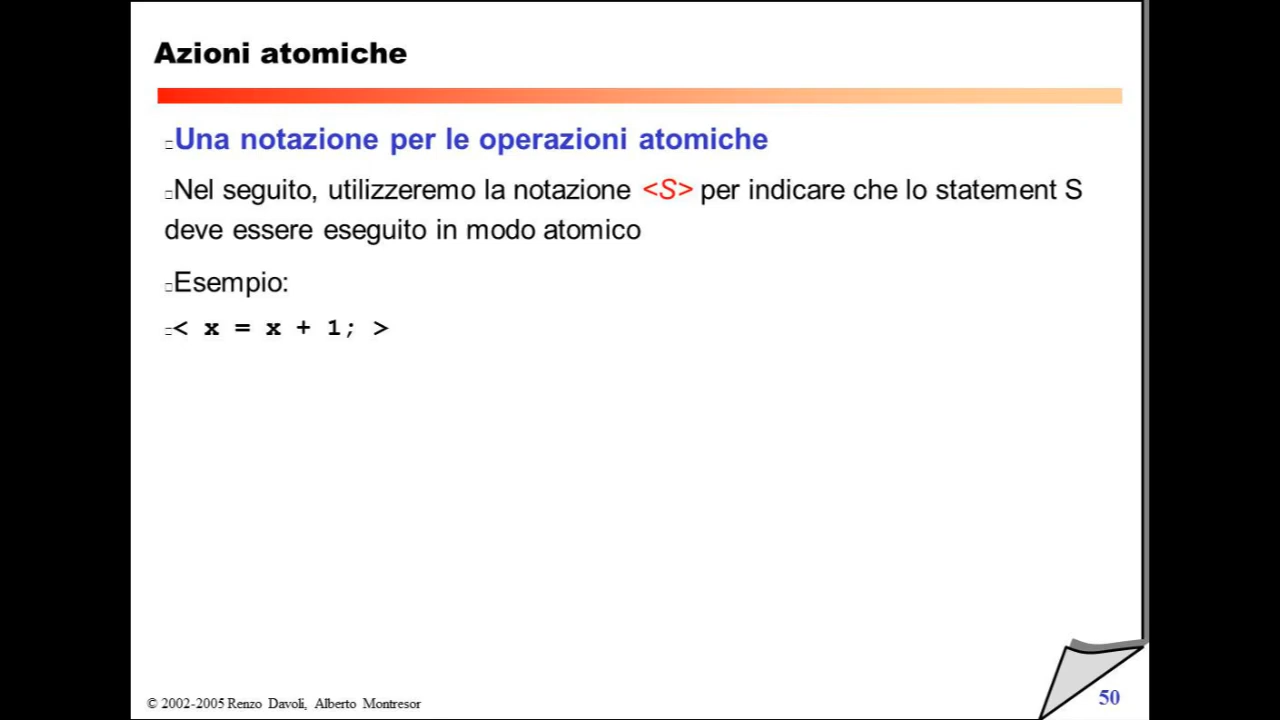 Azioni atomiche
Una notazione per le operazioni atomiche
Nel seguito, utilizzeremo la notazione <S> per indicare che lo statement S
deve essere eseguito in modo atomico
Esempio:
< x = x + 1; >
© 2002-2005 Renzo Davoli, Alberto Montresor
50